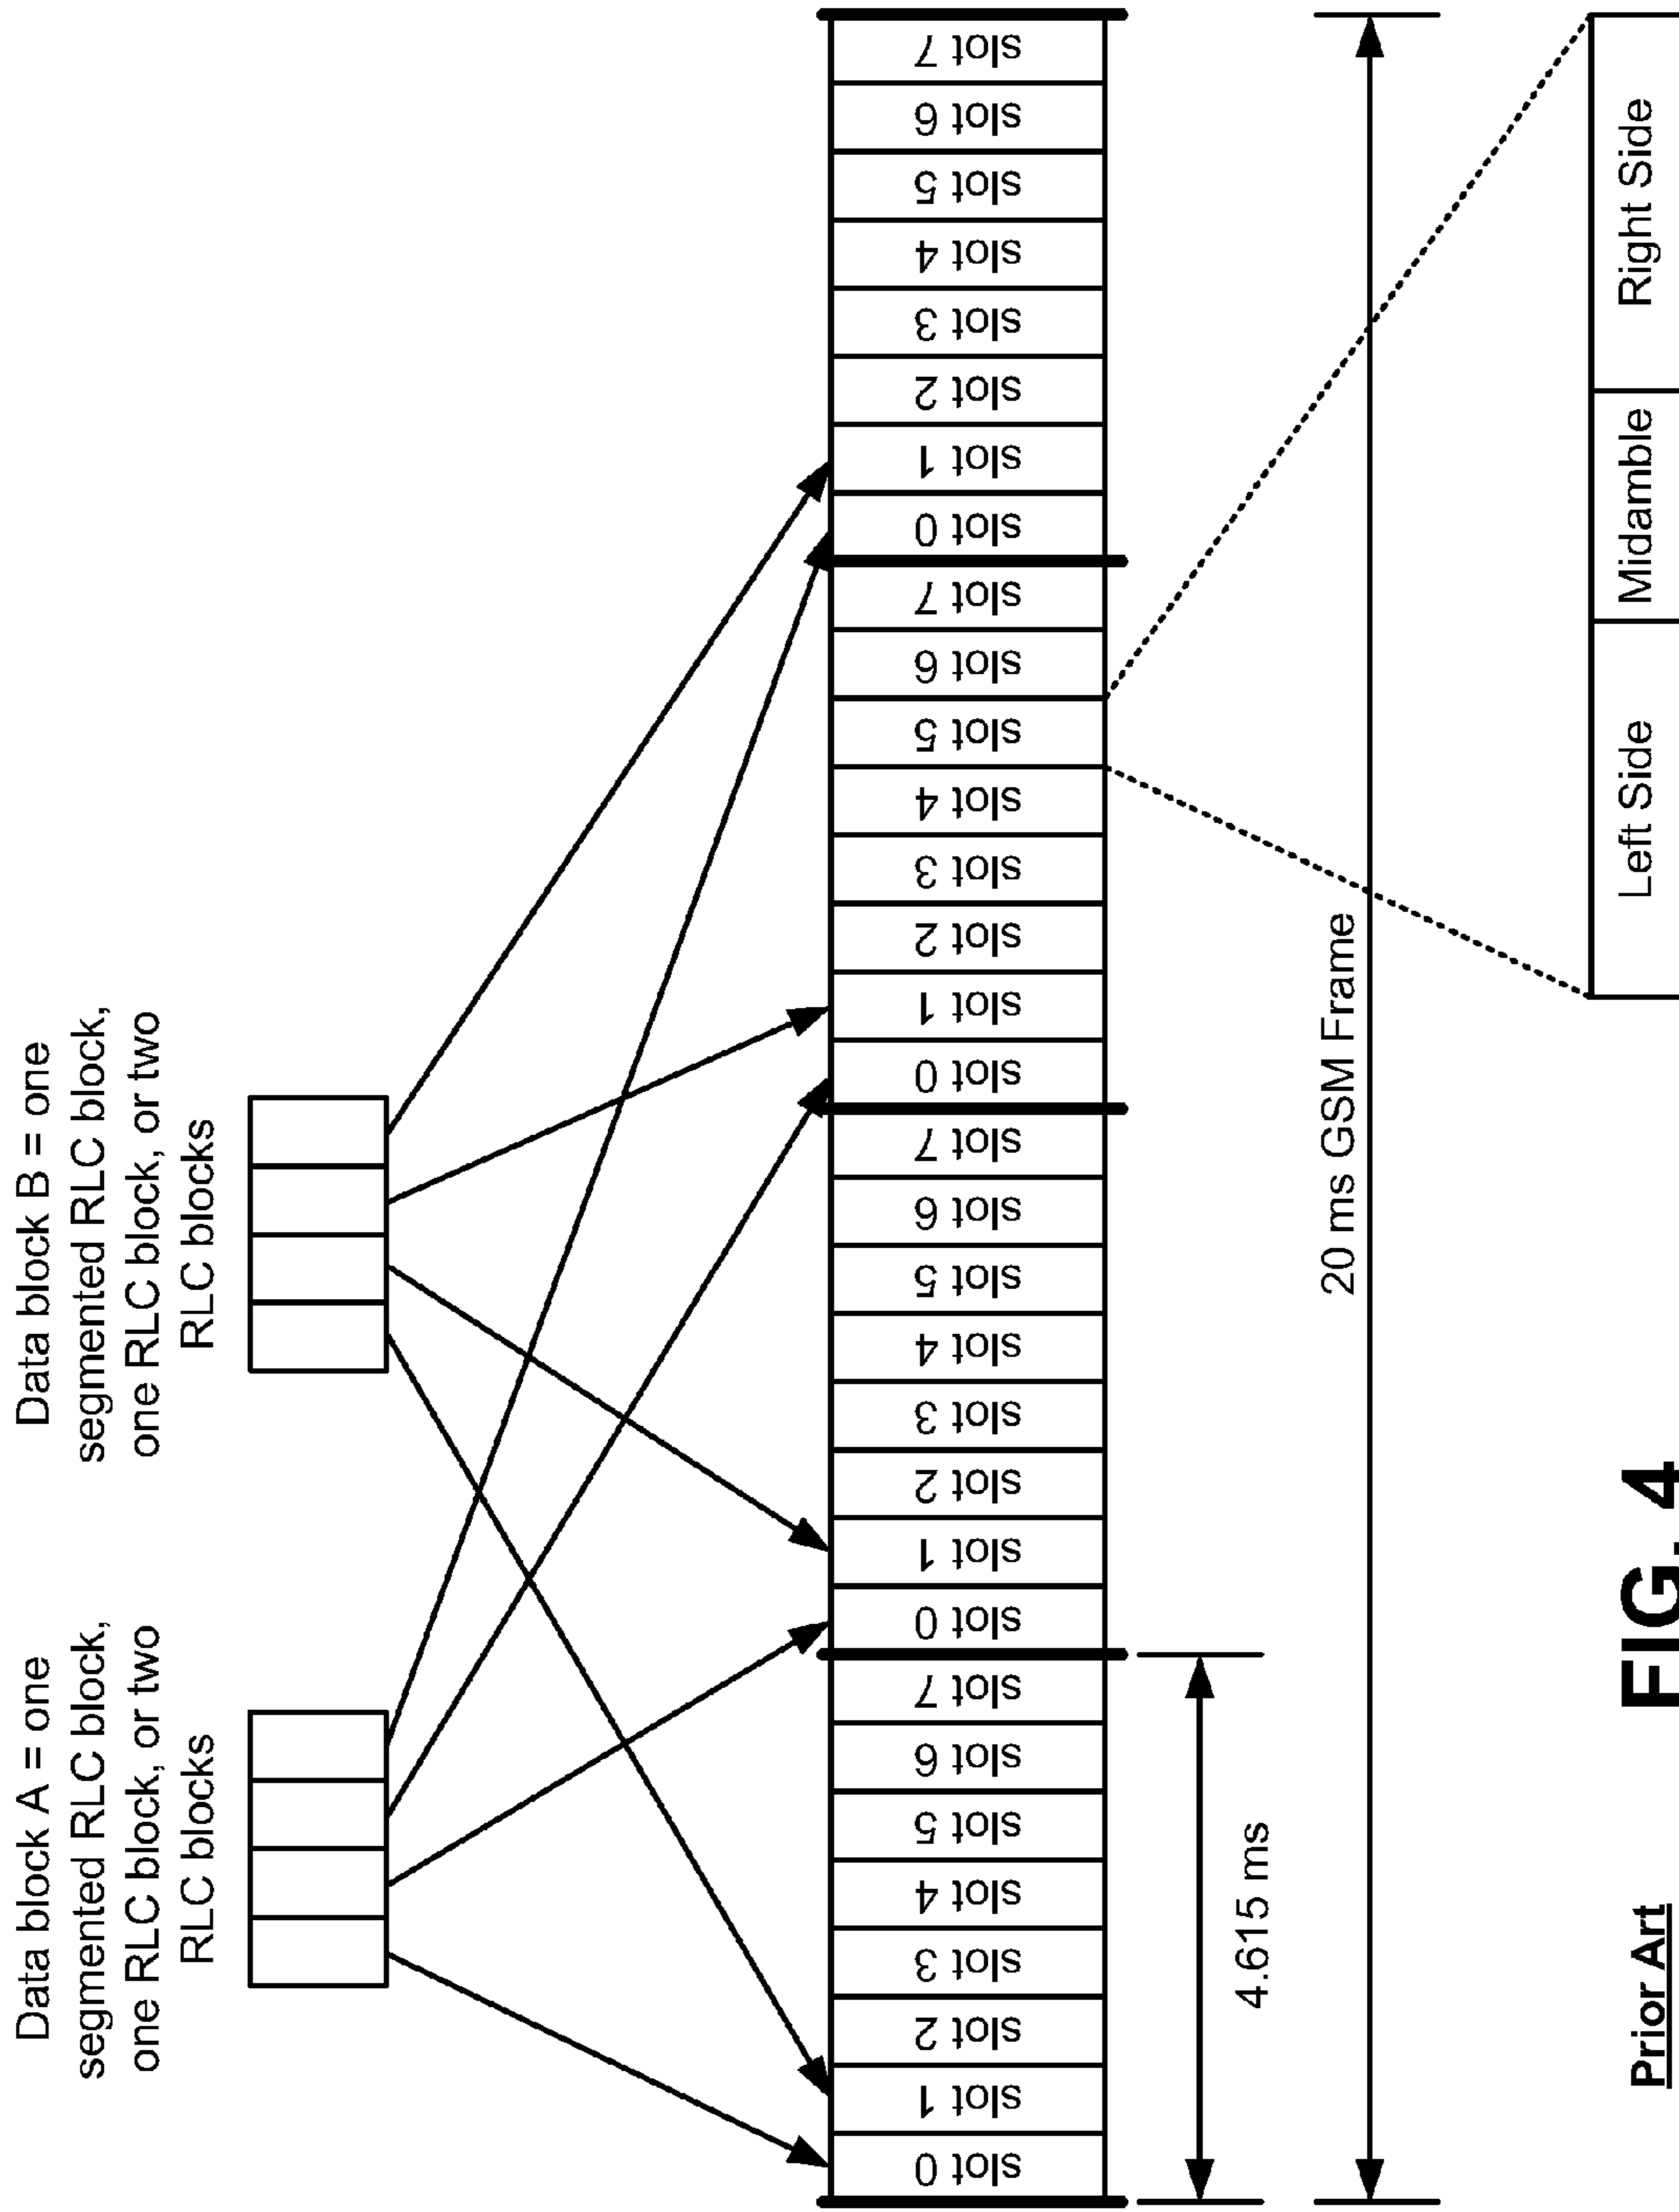 Data block A = one
segmented RLC block,
one RLC block, or two
RLC blocks
Data block B = one
segmented RLC block,
one RLC block, or two
RLC blocks
slot 0
slot 1
slot 2
slot 3
slot 4
slot 5
slot 6
slot 7
slot 0
slot 1
slot 2
slot 3
slot 4
slot 5
slot 6
slot 7
slot 0
slot 1
slot 2
slot 3
slot 4
slot 5
slot 6
slot 7
slot 0
slot 1
slot 2
slot 3
slot 4
slot 5
slot 6
slot 7
4.615 ms
20 ms GSM Frame
Left Side
Midamble
Right Side
Prior Art
FIG. 4